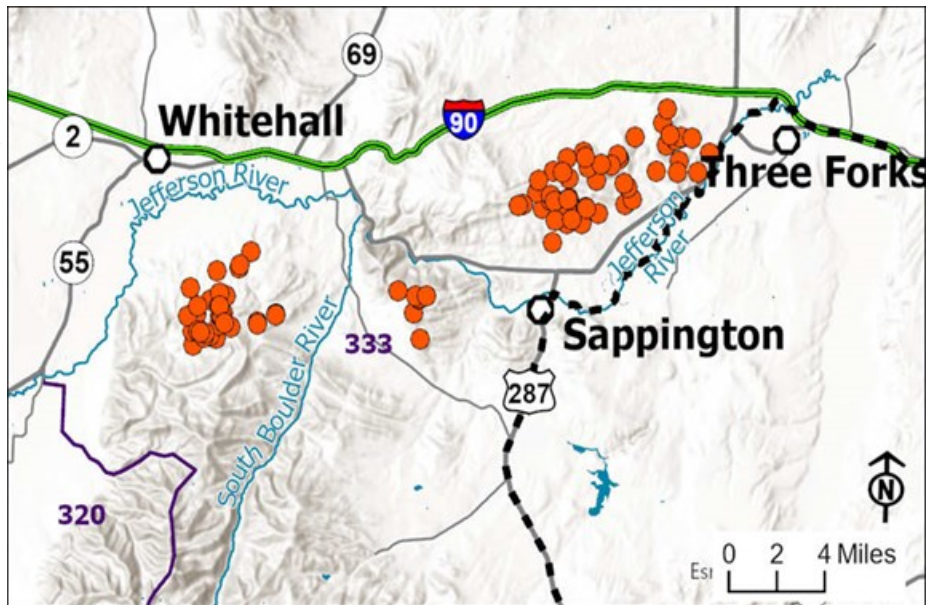 69
90
2
Whitehall
Three Forks
Jefferson River
Jefferson
River
55
333
Sappington
287
South Boulder River
320
N
0 2 4 Miles
Esri